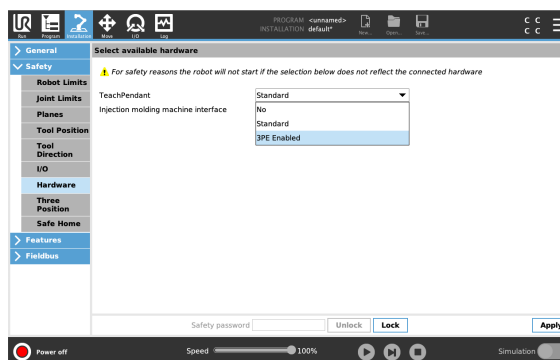 UR
Run
Program
Installation
Move
I/O
Log
PROGRAM <unnamed>
INSTALLATION default*
New...
Open...
Save...
C C
C C
General
Safety
Robot Limits
Joint Limits
Planes
Tool Position
Tool
Direction
I/O
Hardware
Three
Position
Safe Home
Features
Fieldbus
Select available hardware
For safety reasons the robot will not start if the selection below does not reflect the connected hardware
TeachPendant
Standard
Injection molding machine interface
No
Standard
3PE Enabled
Safety password
Unlock
Lock
Apply
Power off
Speed
100%
Simulation